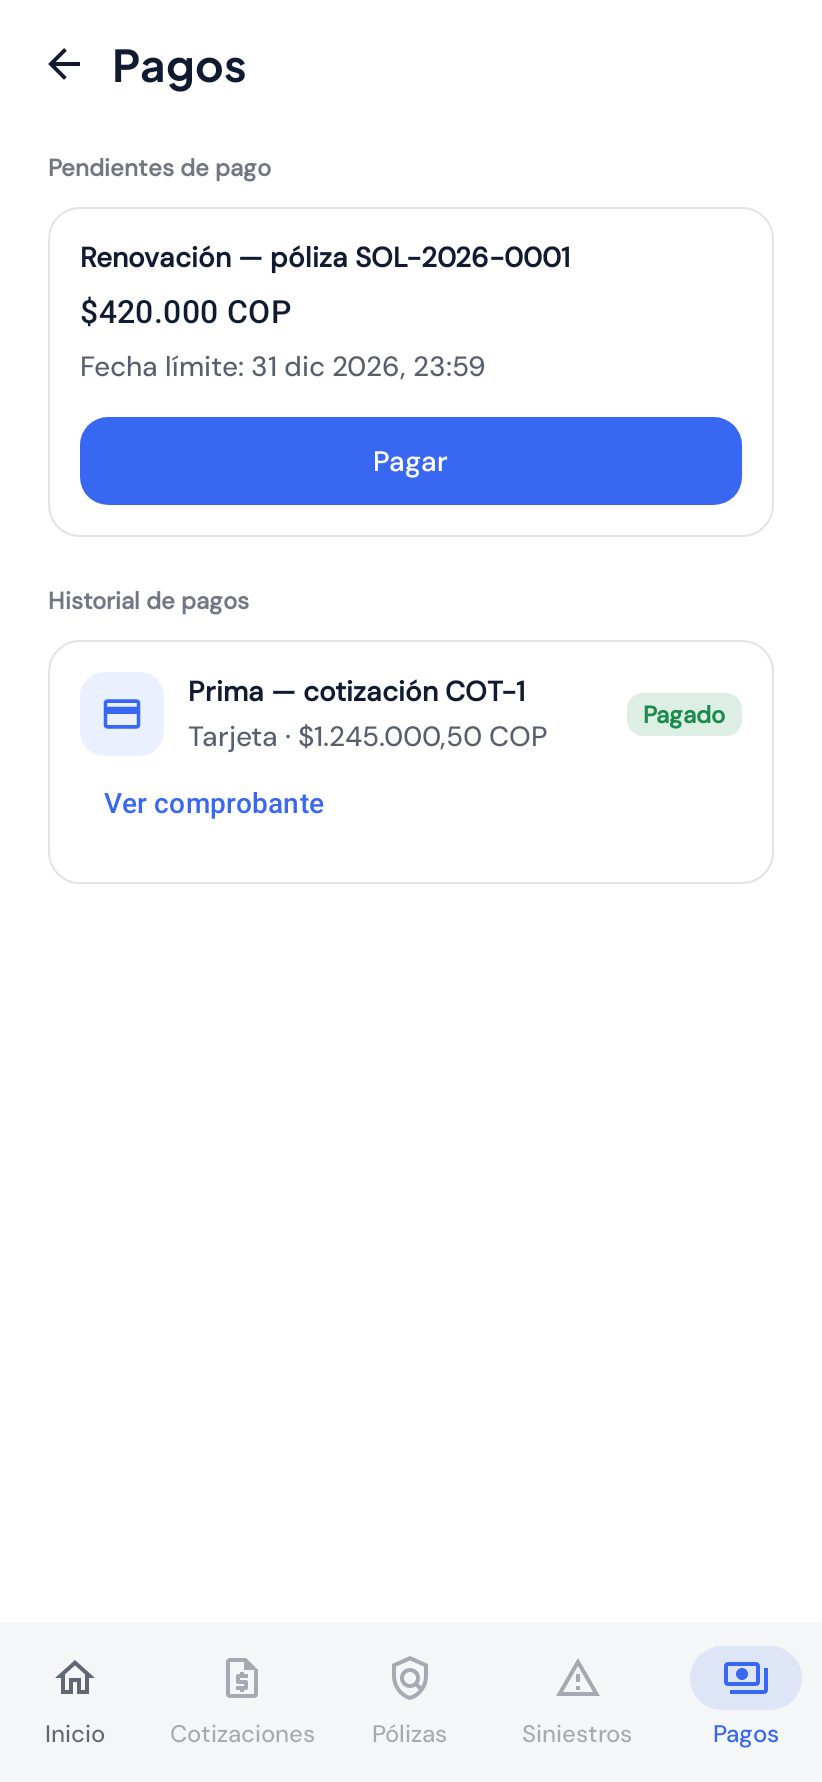 Pagos
Pendientes de pago
Renovación — póliza SOL-2026-0001
$420.000 COP
Fecha límite: 31 dic 2026, 23:59
Pagar
Historial de pagos
Prima — cotización COT-1
Tarjeta · $1.245.000,50 COP
Pagado
Ver comprobante
Inicio
Cotizaciones
Pólizas
Siniestros
Pagos